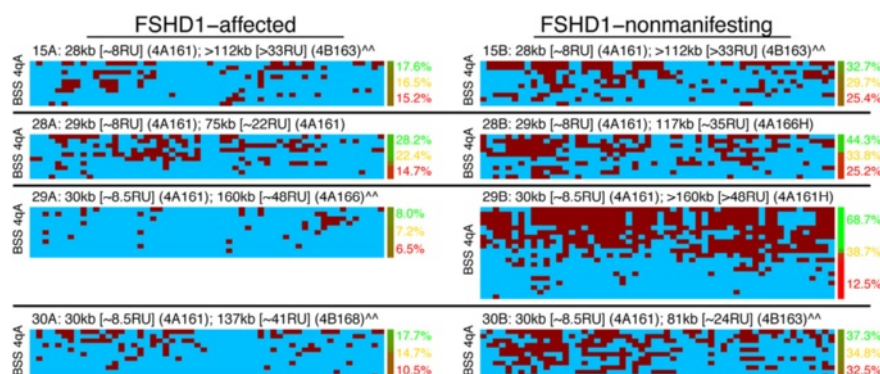 FSHD1−affected
FSHD1−nonmanifesting
15A: 28kb [~8RU] (4A161); >112kb [>33RU] (4B163)^^
BSS 4qA
17.6%
16.5%
15.2%
15B: 28kb [~8RU] (4A161); >112kb [>33RU] (4B163)^^
BSS 4qA
32.7%
29.7%
25.4%
28A: 29kb [~8RU] (4A161); 75kb [~22RU] (4A161)
BSS 4qA
28.2%
22.4%
14.7%
28B: 29kb [~8RU] (4A161); 117kb [~35RU] (4A166H)
BSS 4qA
44.3%
33.8%
25.2%
29A: 30kb [~8.5RU] (4A161); 160kb [~48RU] (4A166)^^
BSS 4qA
8.0%
7.2%
6.5%
29B: 30kb [~8.5RU] (4A161); >160kb [>48RU] (4A161H)
BSS 4qA
68.7%
38.7%
12.5%
30A: 30kb [~8.5RU] (4A161); 137kb [~41RU] (4B168)^^
BSS 4qA
17.7%
14.7%
10.5%
30B: 30kb [~8.5RU] (4A161); 81kb [~24RU] (4B163)^^
BSS 4qA
37.3%
34.8%
32.5%